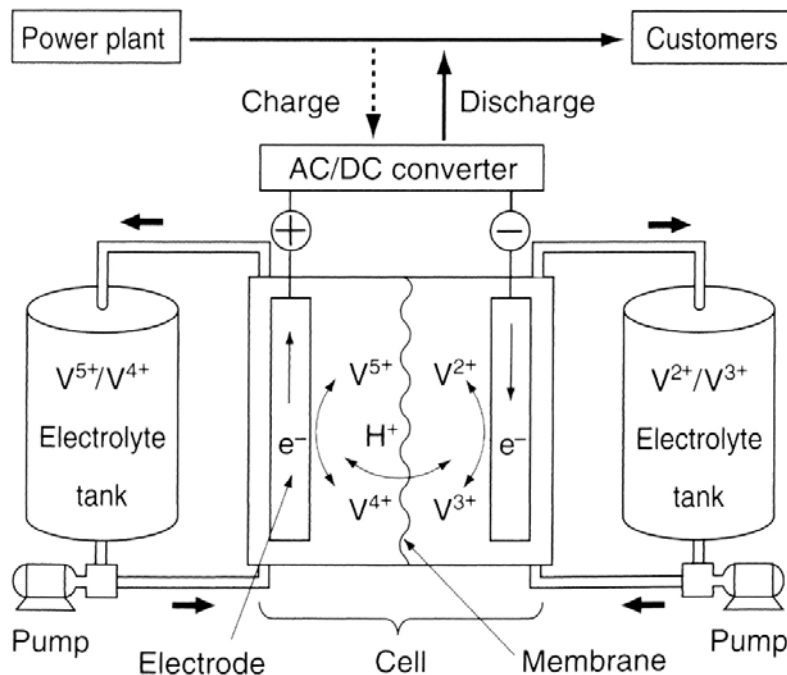 Power plant
Customers
Charge
Discharge
AC/DC converter
+
−
V⁵⁺/V⁴⁺
Electrolyte
tank
e⁻
V⁵⁺
H⁺
V⁴⁺
V²⁺
V³⁺
e⁻
V²⁺/V³⁺
Electrolyte
tank
Pump
Electrode
Cell
Membrane
Pump